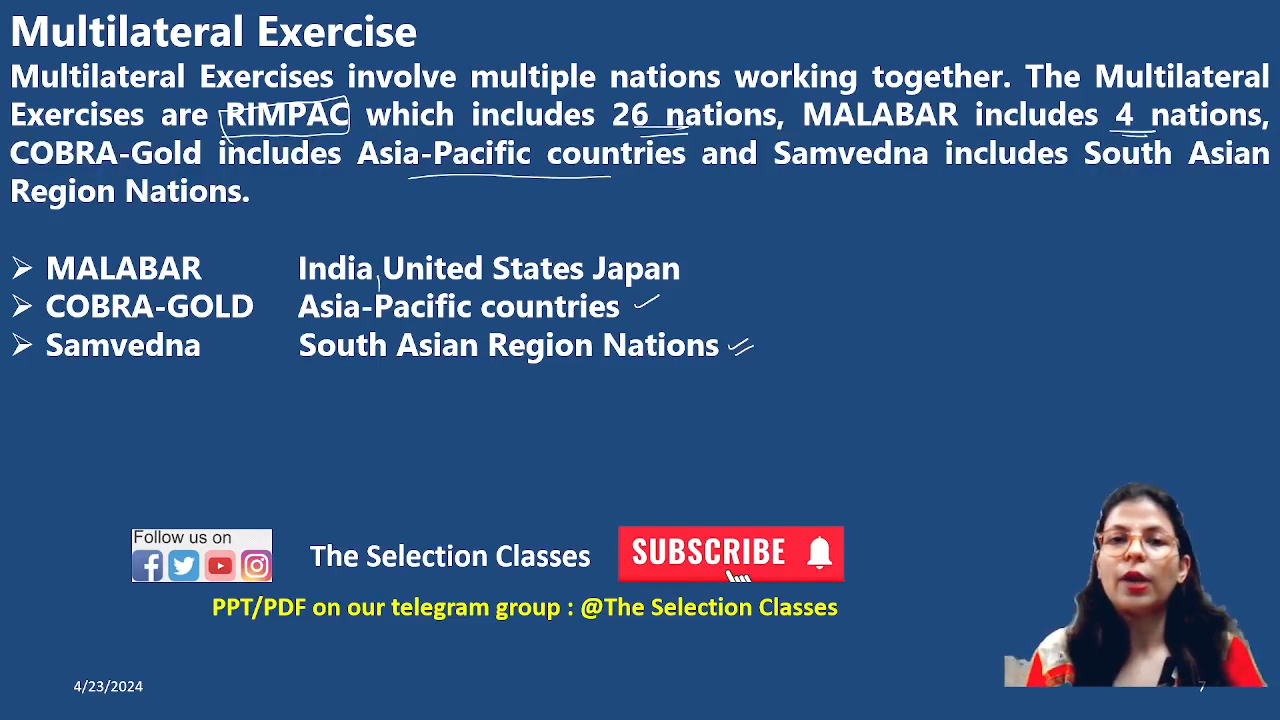 Multilateral Exercise
Multilateral Exercises involve multiple nations working together. The Multilateral
Exercises are RIMPAC which includes 26 nations, MALABAR includes 4 nations,
COBRA-Gold includes Asia-Pacific countries and Samvedna includes South Asian
Region Nations.
➢ MALABAR India,United States Japan
➢ COBRA-GOLD Asia-Pacific countries
➢ Samvedna South Asian Region Nations
Follow us on
The Selection Classes
SUBSCRIBE
PPT/PDF on our telegram group : @The Selection Classes
4/23/2024
7